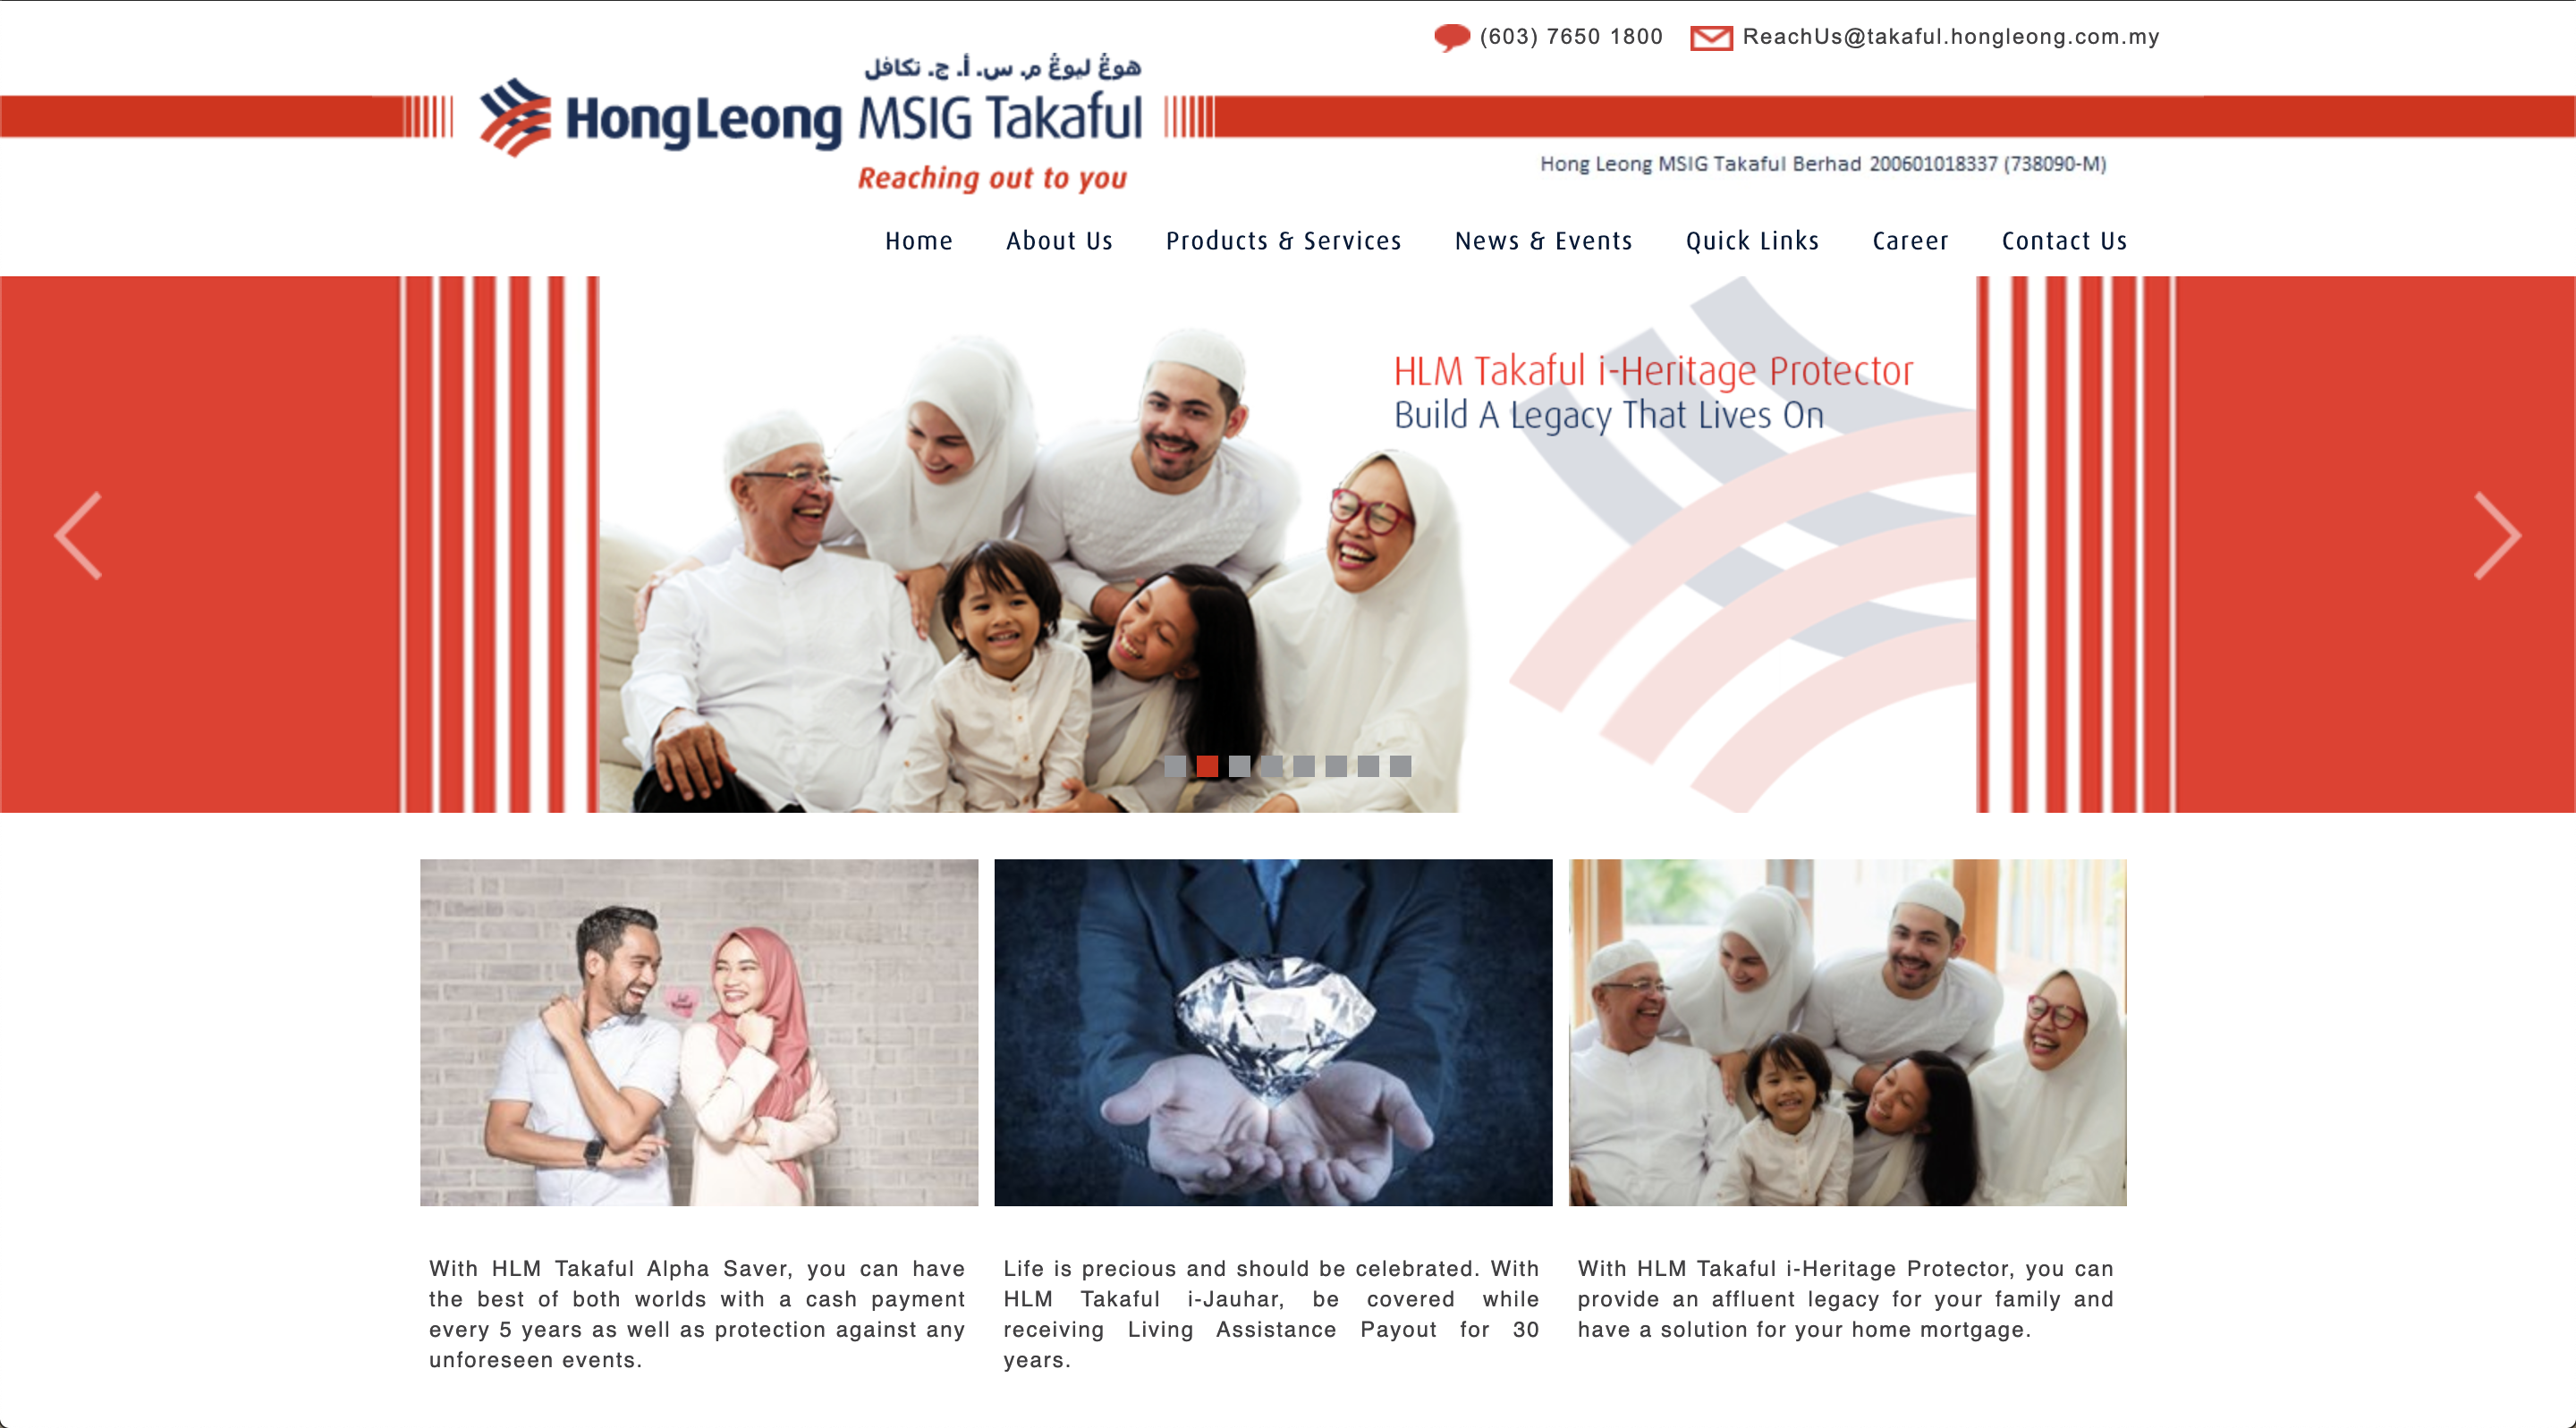 (603) 7650 1800
ReachUs@takaful.hongleong.com.my
هوڠ ليوڠ م. س. أ. ج. تكافل
HongLeong MSIG Takaful
Reaching out to you
Hong Leong MSIG Takaful Berhad 200601018337 (738090-M)
Home
About Us
Products & Services
News & Events
Quick Links
Career
Contact Us
HLM Takaful i-Heritage Protector
Build A Legacy That Lives On
With HLM Takaful Alpha Saver, you can have
the best of both worlds with a cash payment
every 5 years as well as protection against any
unforeseen events.
Life is precious and should be celebrated. With
HLM Takaful i-Jauhar, be covered while
receiving Living Assistance Payout for 30
years.
With HLM Takaful i-Heritage Protector, you can
provide an affluent legacy for your family and
have a solution for your home mortgage.